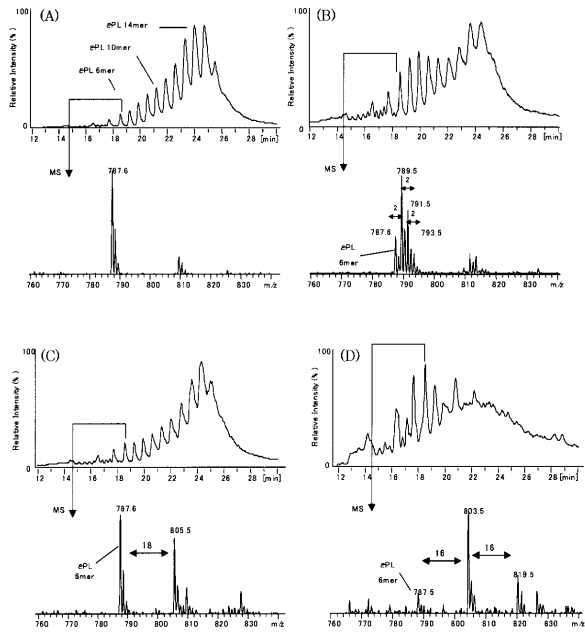 (A)
ePL 14mer
ePL 10mer
ePL 6mer
Relative Intensity (%)
100
0
12 14 16 18 20 22 24 26 28 [min]
MS
787.6
760 770 780 790 800 810 820 830 m/z
(B)
Relative Intensity (%)
100
0
12 14 16 18 20 22 24 26 28 [min]
MS
789.5
2
791.5
2
787.6
2
793.5
ePL
6mer
760 770 780 790 800 810 820 830 m/z
(C)
Relative Intensity (%)
100
0
12 14 16 18 20 22 24 26 28 [min]
MS
787.6
805.5
18
ePL
6mer
760 770 780 790 800 810 820 830 m/z
(D)
Relative Intensity (%)
100
0
12 14 16 18 20 22 24 26 28 [min]
MS
803.5
16
16
ePL
6mer
787.5
819.5
760 770 780 790 800 810 820 830 m/z